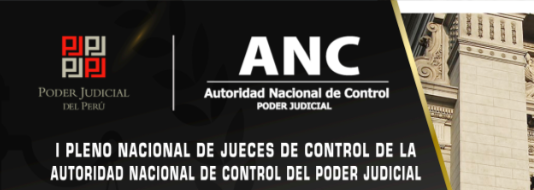 PODER JUDICIAL
DEL PERÚ
ANC
Autoridad Nacional de Control
PODER JUDICIAL
I PLENO NACIONAL DE JUECES DE CONTROL DE LA
AUTORIDAD NACIONAL DE CONTROL DEL PODER JUDICIAL